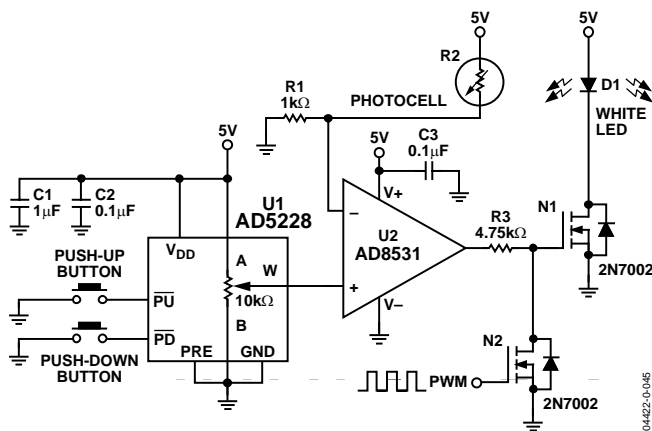 5V
5V
R2
R1
1kΩ
PHOTOCELL
D1
WHITE
LED
5V
5V
C3
0.1µF
C1
1µF
C2
0.1µF
U1
AD5228
V+
–
U2
AD8531
+
V–
R3
4.75kΩ
N1
2N7002
VDD
A
W
10kΩ
B
PUSH-UP
BUTTON
PU
PD
PUSH-DOWN
BUTTON
PRE
GND
N2
PWM
2N7002
04422-0-045